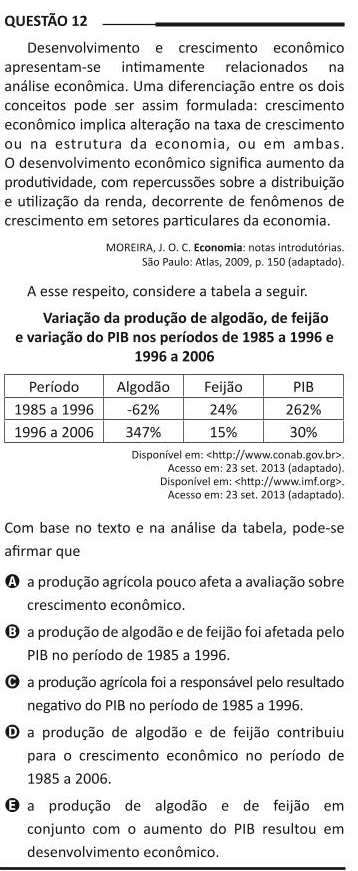 QUESTÃO 12
Desenvolvimento e crescimento econômico
apresentam-se intimamente relacionados na
análise econômica. Uma diferenciação entre os dois
conceitos pode ser assim formulada: crescimento
econômico implica alteração na taxa de crescimento
ou na estrutura da economia, ou em ambas.
O desenvolvimento econômico significa aumento da
produtividade, com repercussões sobre a distribuição
e utilização da renda, decorrente de fenômenos de
crescimento em setores particulares da economia.
MOREIRA, J. O. C. Economia: notas introdutórias.
São Paulo: Atlas, 2009, p. 150 (adaptado).
A esse respeito, considere a tabela a seguir.
Variação da produção de algodão, de feijão
e variação do PIB nos períodos de 1985 a 1996 e
1996 a 2006
Período Algodão Feijão PIB
1985 a 1996 -62% 24% 262%
1996 a 2006 347% 15% 30%
Disponível em: <http://www.conab.gov.br>.
Acesso em: 23 set. 2013 (adaptado).
Disponível em: <http://www.imf.org>.
Acesso em: 23 set. 2013 (adaptado).
Com base no texto e na análise da tabela, pode-se
afirmar que
A a produção agrícola pouco afeta a avaliação sobre
crescimento econômico.
B a produção de algodão e de feijão foi afetada pelo
PIB no período de 1985 a 1996.
C a produção agrícola foi a responsável pelo resultado
negativo do PIB no período de 1985 a 1996.
D a produção de algodão e de feijão contribuiu
para o crescimento econômico no período de
1985 a 2006.
E a produção de algodão e de feijão em
conjunto com o aumento do PIB resultou em
desenvolvimento econômico.